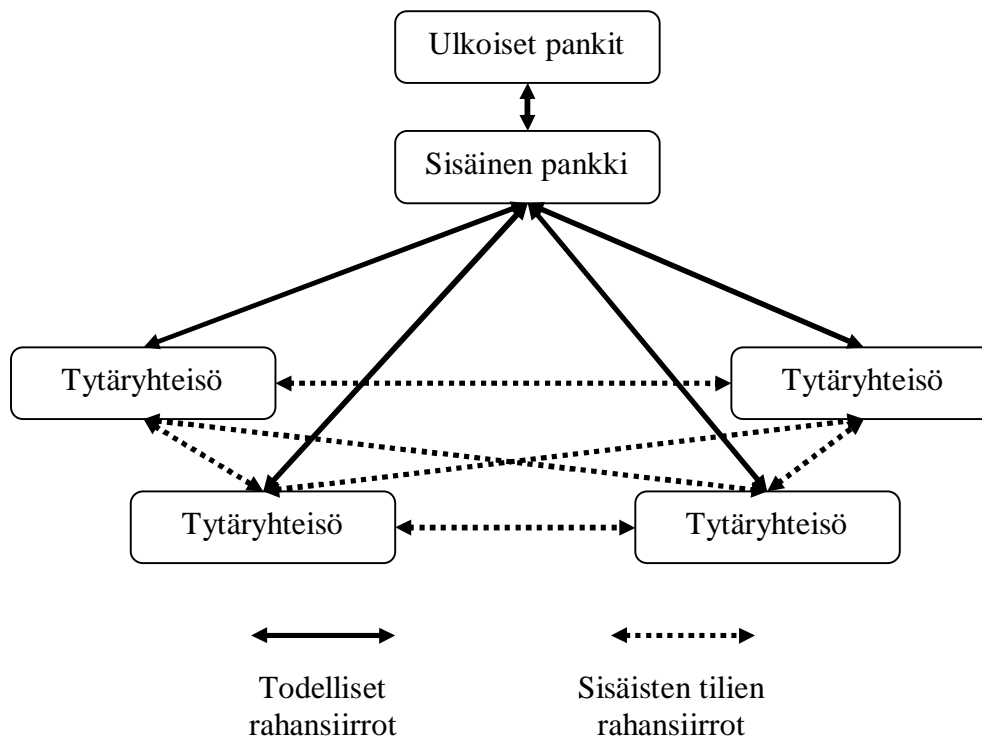 Ulkoiset pankit
Sisäinen pankki
Tytäryhteisö
Tytäryhteisö
Tytäryhteisö
Tytäryhteisö
Todelliset
rahansiirrot
Sisäisten tilien
rahansiirrot